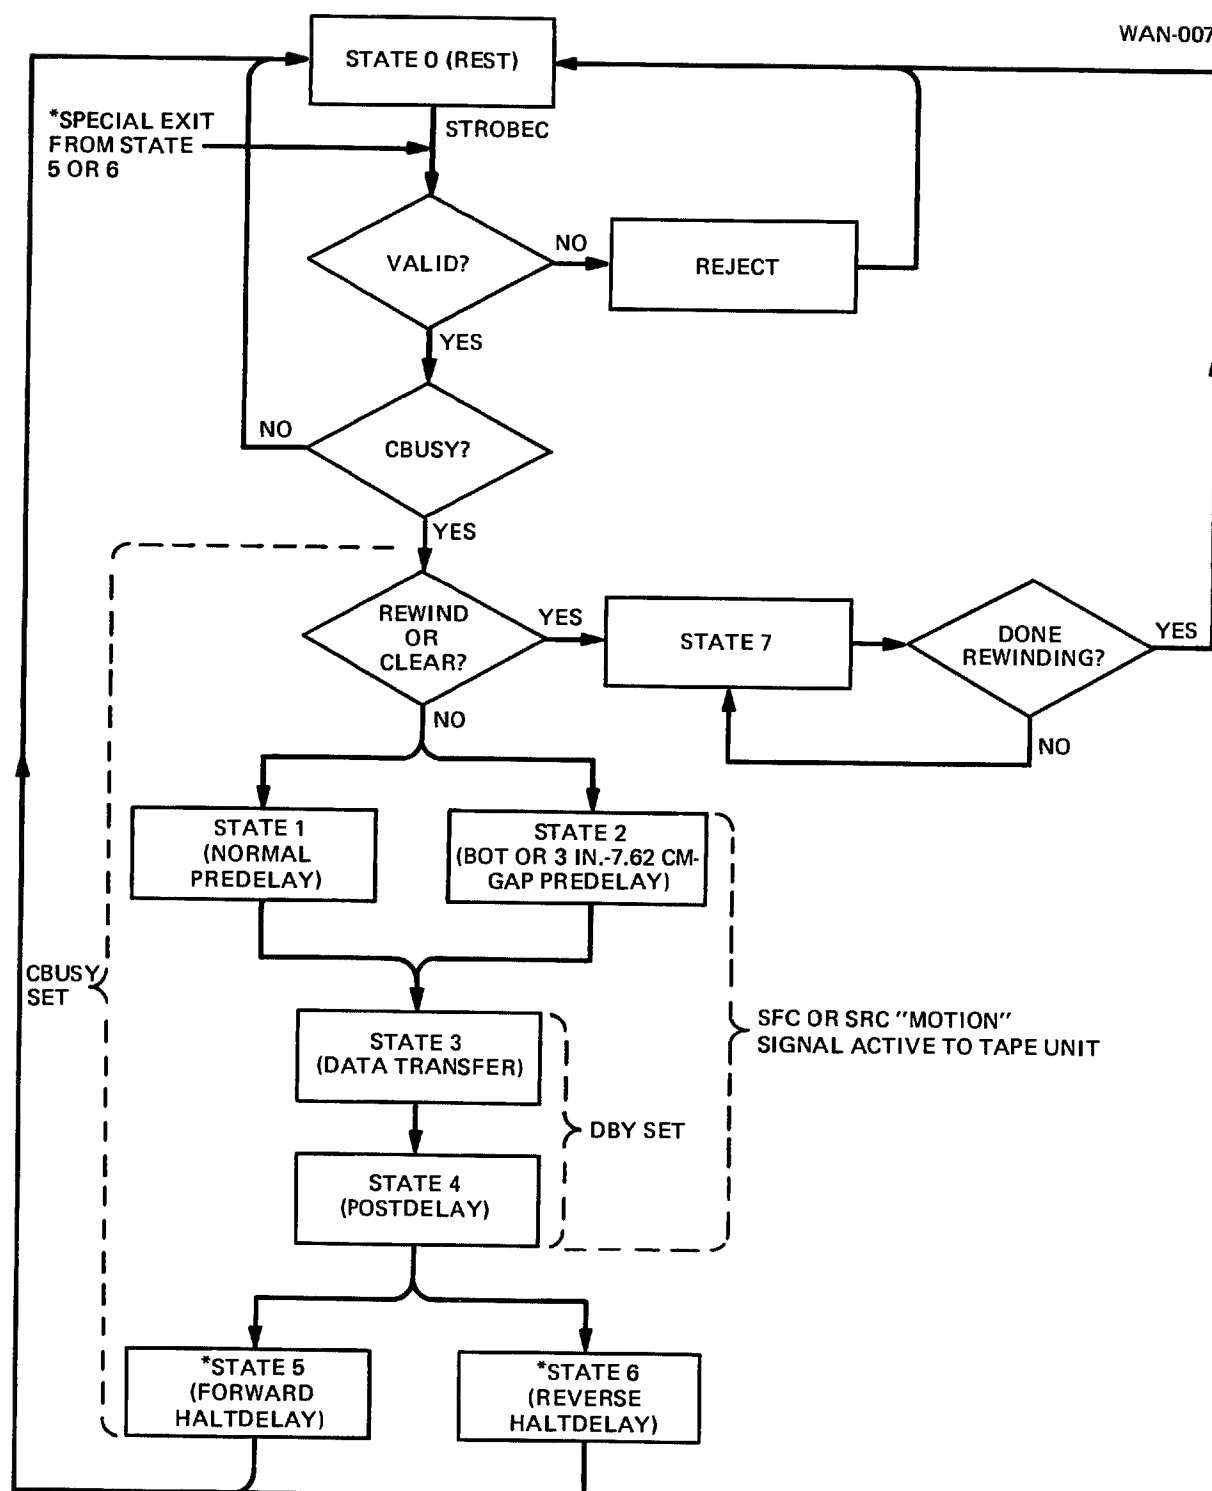 WAN-007
STATE 0 (REST)
STROBEC
*SPECIAL EXIT
FROM STATE
5 OR 6
VALID?
NO
REJECT
YES
CBUSY?
NO
YES
REWIND
OR
CLEAR?
YES
STATE 7
DONE
REWINDING?
YES
NO
NO
STATE 1
(NORMAL
PREDELAY)
STATE 2
(BOT OR 3 IN.-7.62 CM-
GAP PREDELAY)
CBUSY
SET
STATE 3
(DATA TRANSFER)
SFC OR SRC "MOTION"
SIGNAL ACTIVE TO TAPE UNIT
DBY SET
STATE 4
(POSTDELAY)
*STATE 5
(FORWARD
HALTDELAY)
*STATE 6
(REVERSE
HALTDELAY)